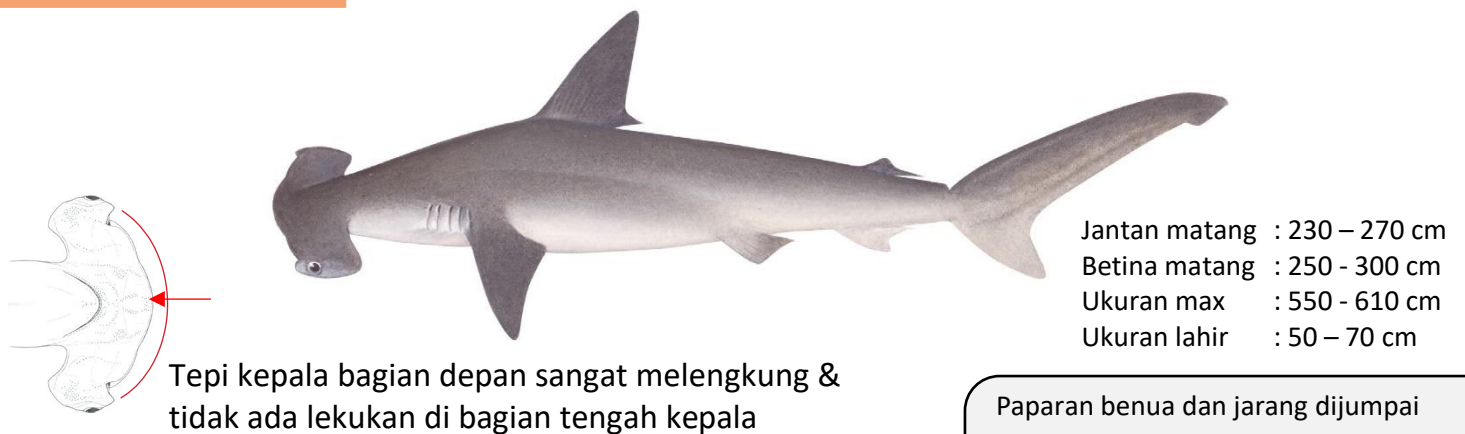 Jantan matang : 230 – 270 cm
Betina matang : 250 - 300 cm
Ukuran max : 550 - 610 cm
Ukuran lahir : 50 – 70 cm
Tepi kepala bagian depan sangat melengkung &
tidak ada lekukan di bagian tengah kepala
Paparan benua dan jarang dijumpai